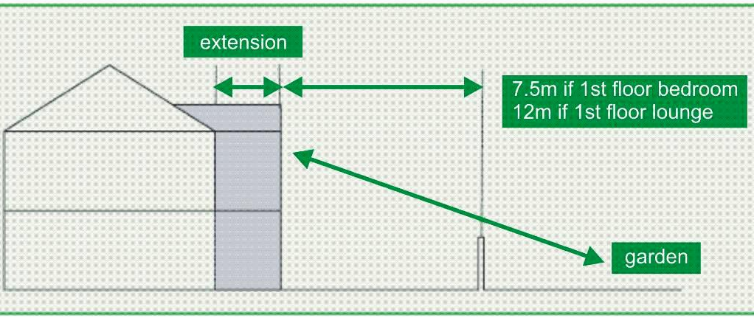 extension
7.5m if 1st floor bedroom
12m if 1st floor lounge
garden